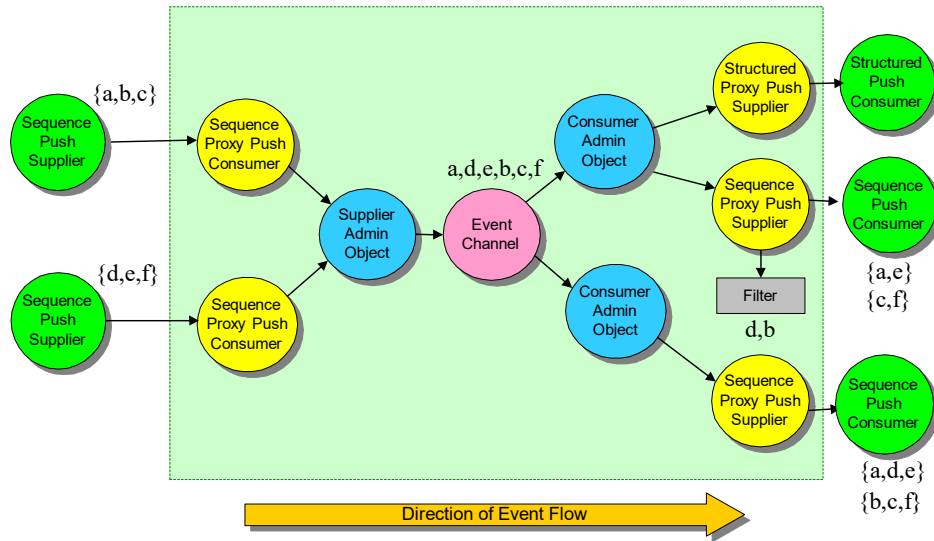 {a,b,c}
Sequence
Push
Supplier
Sequence
Proxy Push
Consumer
{d,e,f}
Sequence
Push
Supplier
Sequence
Proxy Push
Consumer
Supplier
Admin
Object
a,d,e,b,c,f
Event
Channel
Consumer
Admin
Object
Consumer
Admin
Object
Structured
Proxy Push
Supplier
Structured
Push
Consumer
Sequence
Proxy Push
Supplier
Sequence
Push
Consumer
{a,e}
{c,f}
Filter
d,b
Sequence
Proxy Push
Supplier
Sequence
Push
Consumer
{a,d,e}
{b,c,f}
Direction of Event Flow